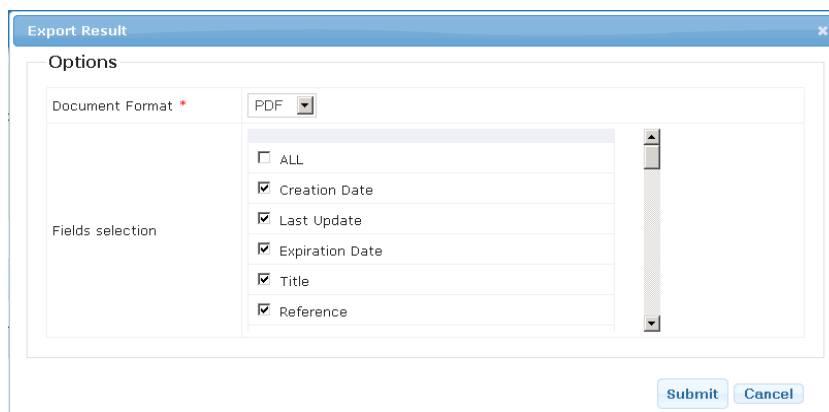 Export Result
Options
Document Format *
PDF
Fields selection
ALL
Creation Date
Last Update
Expiration Date
Title
Reference
Submit
Cancel